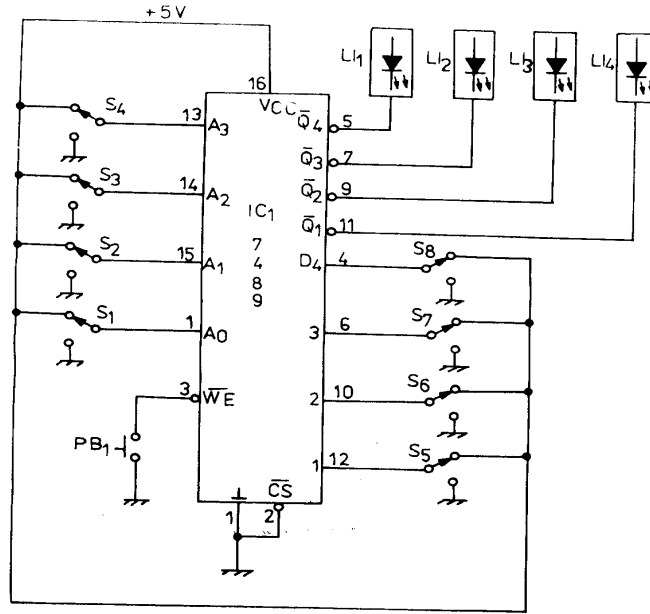 +5V
LI1
LI2
LI3
LI4
16
VCC
S4
13
A3
Q̅4
5
S3
14
A2
Q̅3
7
IC1
7
4
8
9
Q̅2
9
S2
15
A1
Q̅1
11
D4
4
S8
S1
1
A0
3
6
S7
3
W̅E̅
2
10
S6
PB1
1
12
S5
⊥
C̅S̅
1
2